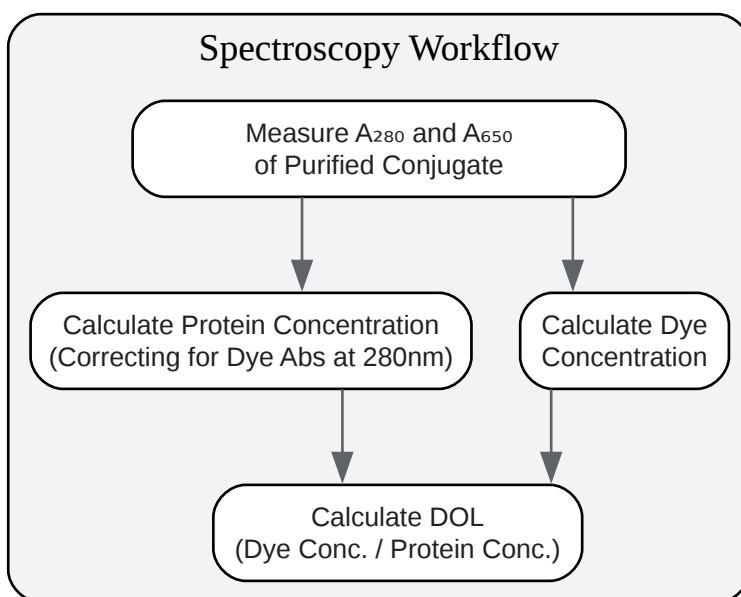 Spectroscopy Workflow
Measure A₂₈₀ and A₆₅₀
of Purified Conjugate
Calculate Protein Concentration
(Correcting for Dye Abs at 280nm)
Calculate Dye
Concentration
Calculate DOL
(Dye Conc. / Protein Conc.)